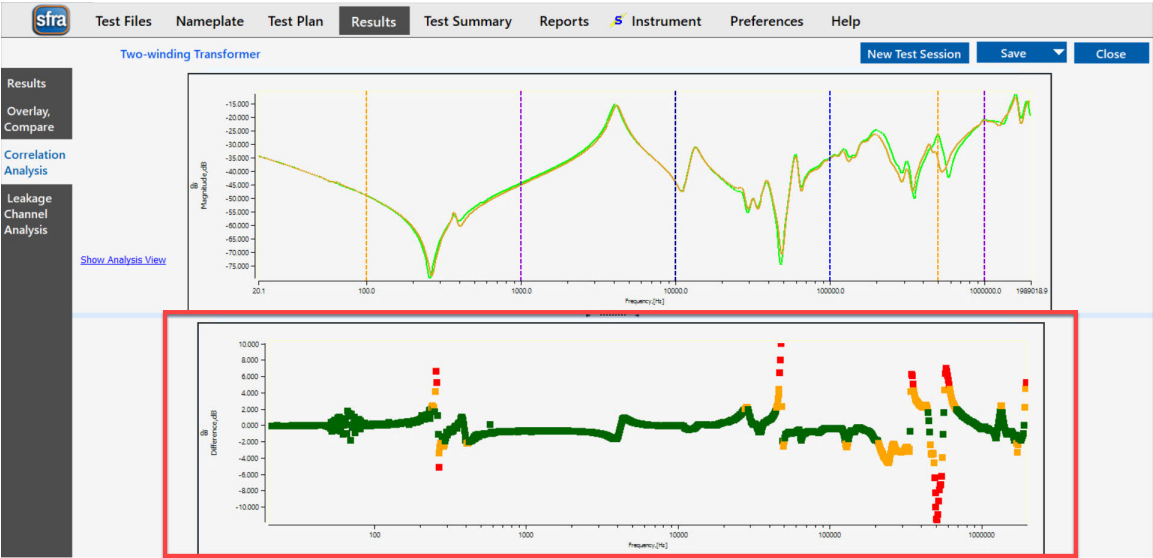 sfra Test Files Nameplate Test Plan Results Test Summary Reports S Instrument Preferences Help
Two-winding Transformer New Test Session Save Close
Results
Overlay,
Compare
Correlation
Analysis
Leakage
Channel
Analysis
Show Analysis View
dB
Magnitude,dB
-15.000
-20.000
-25.000
-30.000
-35.000
-40.000
-45.000
-50.000
-55.000
-60.000
-65.000
-70.000
-75.000
20.1 100.0 1000.0 10000.0 100000.0 1000000.0 1989018.9
Frequency,[Hz]
dB
Difference,dB
10.000
8.000
6.000
4.000
2.000
0.000
-00.000
-2.000
-4.000
-6.000
-8.000
-10.000
100 1000 10000 100000 1000000
Frequency,[Hz]